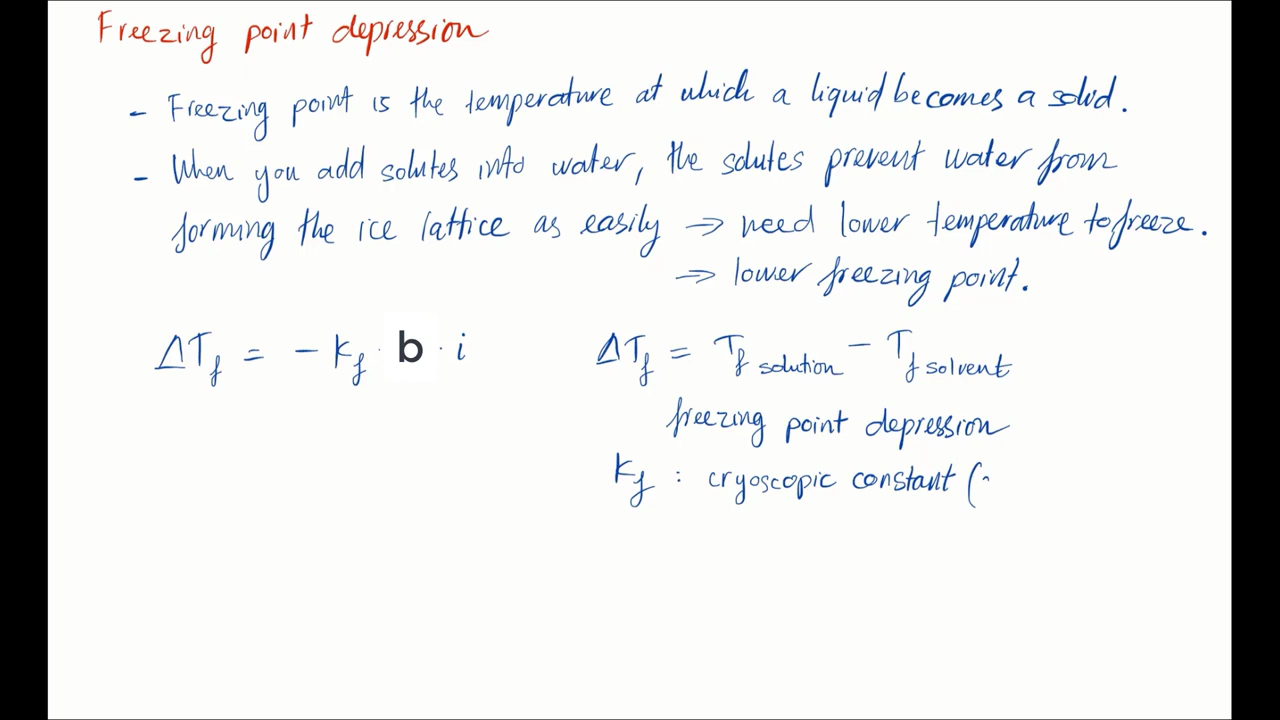 Freezing point depression
- Freezing point is the temperature at which a liquid becomes a solid.
- When you add solutes into water, the solutes prevent water from
forming the ice lattice as easily → need lower temperature to freeze.
→ lower freezing point.
ΔTf = - Kf · b · i
ΔTf = Tf solution - Tf solvent
freezing point depression
Kf : cryoscopic constant (